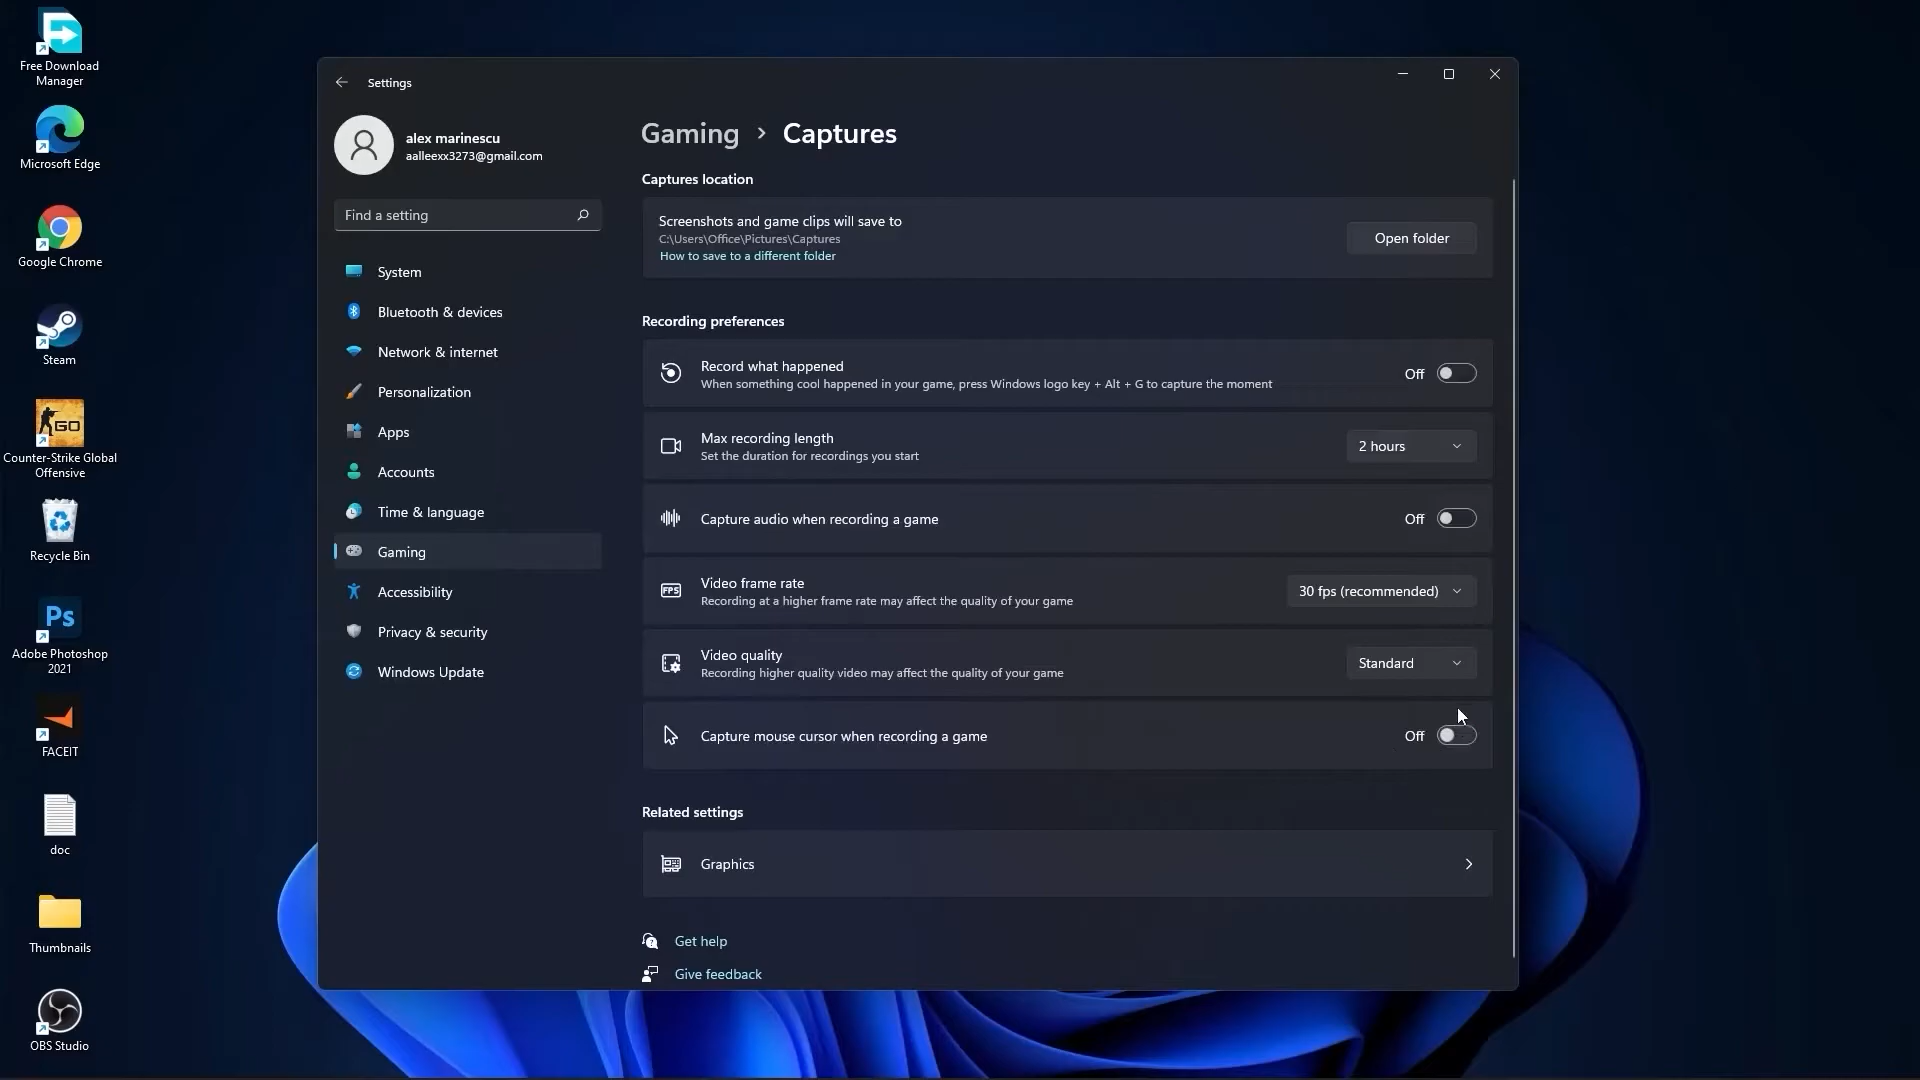 Free Download
Manager
Microsoft Edge
Google Chrome
Steam
GO
Counter-Strike Global
Offensive
Recycle Bin
Ps
Adobe Photoshop
2021
FACEIT
doc
Thumbnails
OBS Studio
Settings
alex marinescu
aalleexx3273@gmail.com
Find a setting
System
Bluetooth & devices
Network & internet
Personalization
Apps
Accounts
Time & language
Gaming
Accessibility
Privacy & security
Windows Update
Gaming › Captures
Captures location
Screenshots and game clips will save to
C:\Users\Office\Pictures\Captures
How to save to a different folder
Open folder
Recording preferences
Record what happened
When something cool happened in your game, press Windows logo key + Alt + G to capture the moment
Off
Max recording length
Set the duration for recordings you start
2 hours
Capture audio when recording a game
Off
FPS
Video frame rate
Recording at a higher frame rate may affect the quality of your game
30 fps (recommended)
Video quality
Recording higher quality video may affect the quality of your game
Standard
Capture mouse cursor when recording a game
Off
Related settings
Graphics
Get help
Give feedback